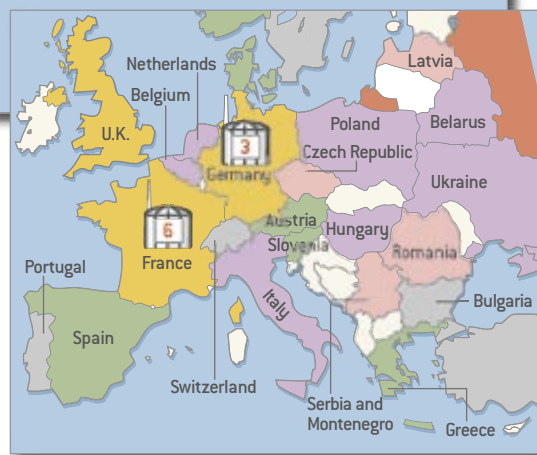 Netherlands
Latvia
Belgium
U.K.
3
Poland
Belarus
Czech Republic
Germany
Ukraine
Austria
6
Hungary
Slovenia
Romania
France
Portugal
Italy
Bulgaria
Spain
Switzerland
Serbia and
Montenegro
Greece